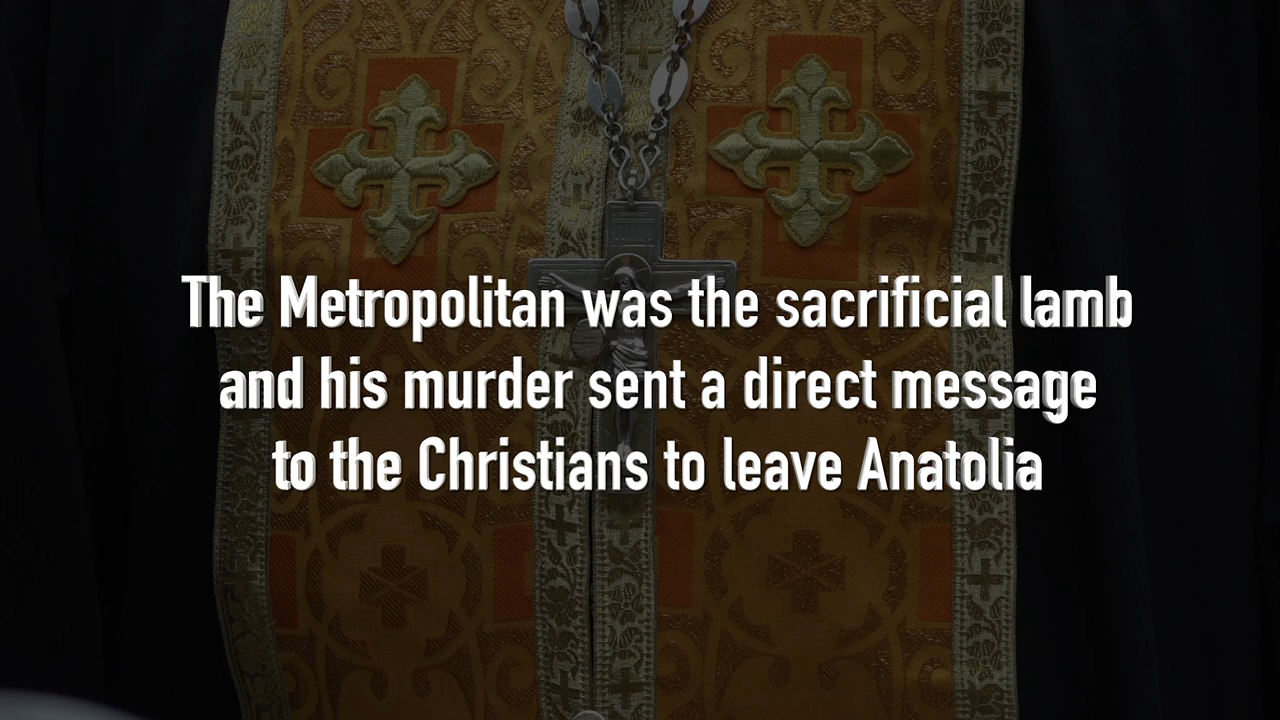 The Metropolitan was the sacrificial lamb
and his murder sent a direct message
to the Christians to leave Anatolia